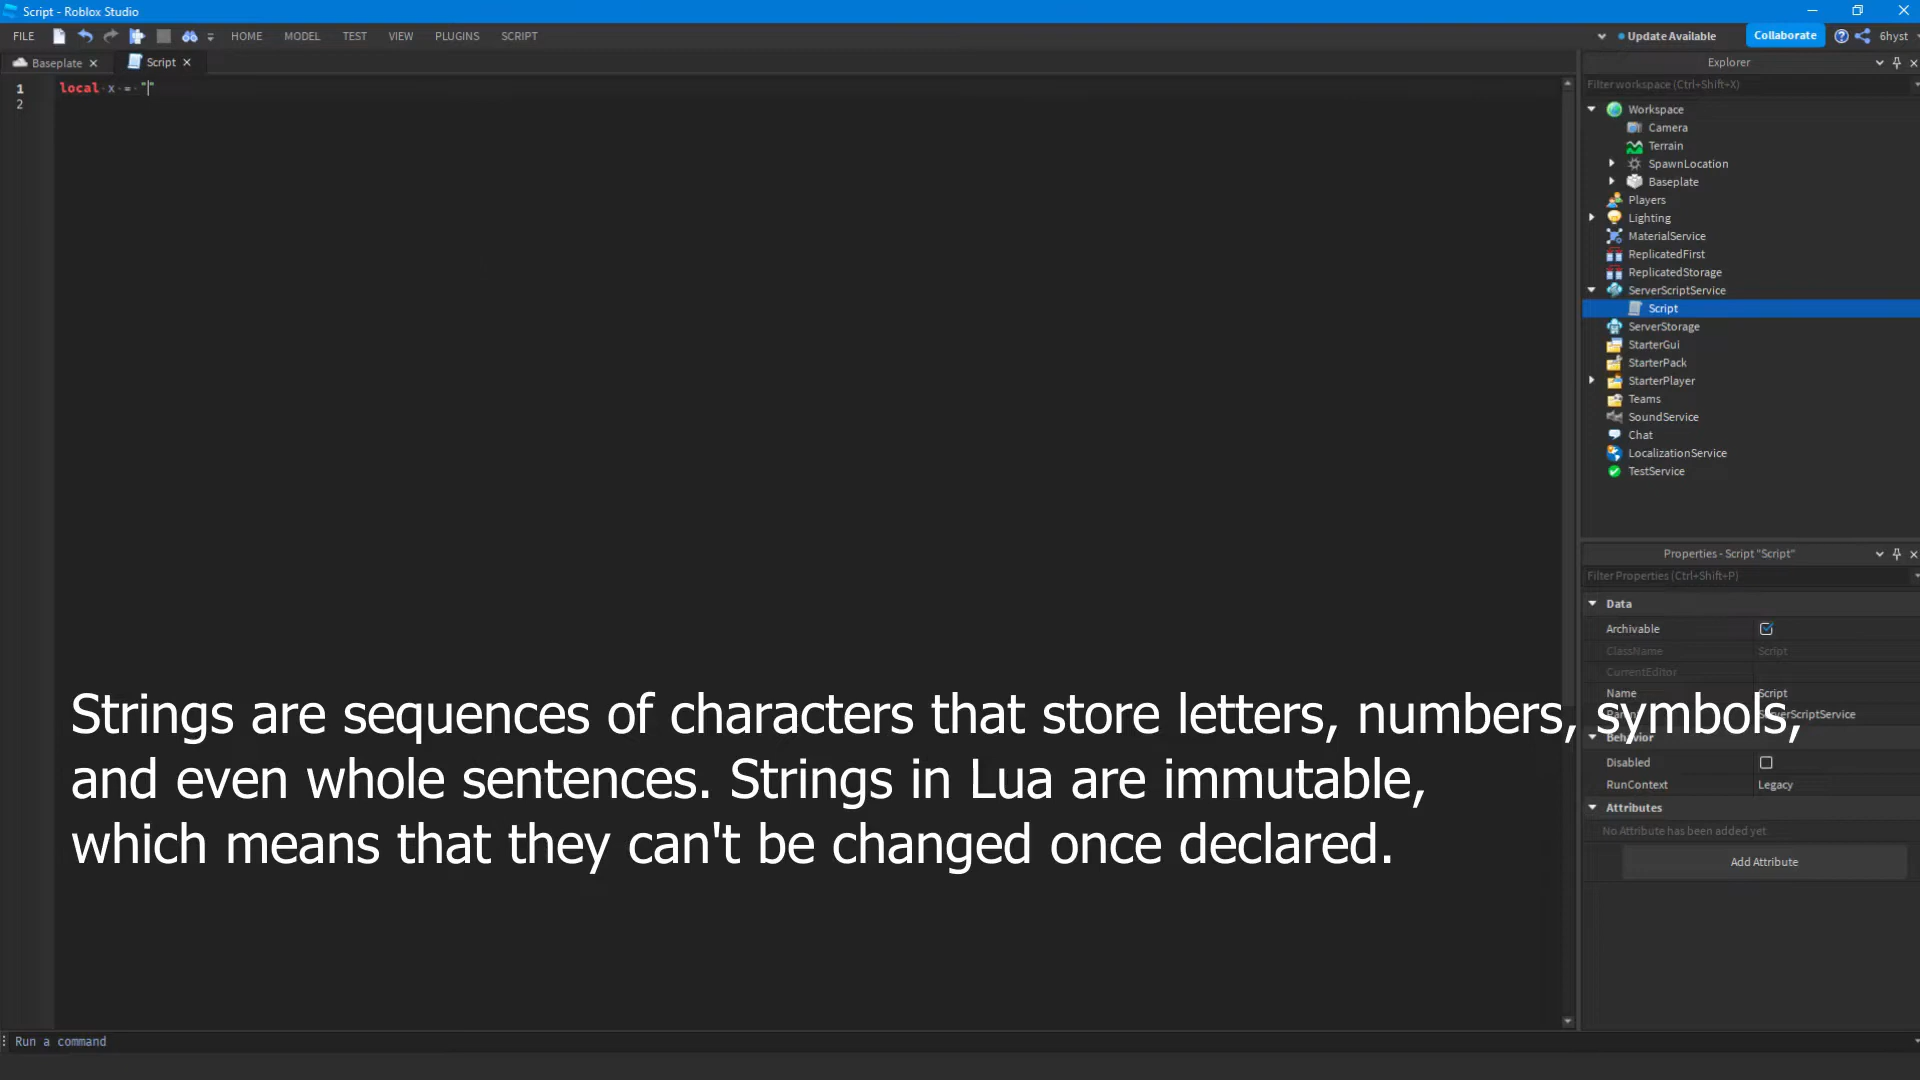 Script - Roblox Studio
FILE HOME MODEL TEST VIEW PLUGINS SCRIPT Update Available Collaborate 6hyst
Baseplate Script
Explorer
Filter workspace (Ctrl+Shift+X)
1 local x = ""
2
Workspace
Camera
Terrain
SpawnLocation
Baseplate
Players
Lighting
MaterialService
ReplicatedFirst
ReplicatedStorage
ServerScriptService
Script
ServerStorage
StarterGui
StarterPack
StarterPlayer
Teams
SoundService
Chat
LocalizationService
TestService
Properties - Script "Script"
Filter Properties (Ctrl+Shift+P)
Data
Archivable
ClassName Script
CurrentEditor
Name Script
ServerScriptService
Behavior
Disabled
RunContext Legacy
Attributes
No Attribute has been added yet
Add Attribute
Strings are sequences of characters that store letters, numbers, symbols,
and even whole sentences. Strings in Lua are immutable,
which means that they can't be changed once declared.
Run a command